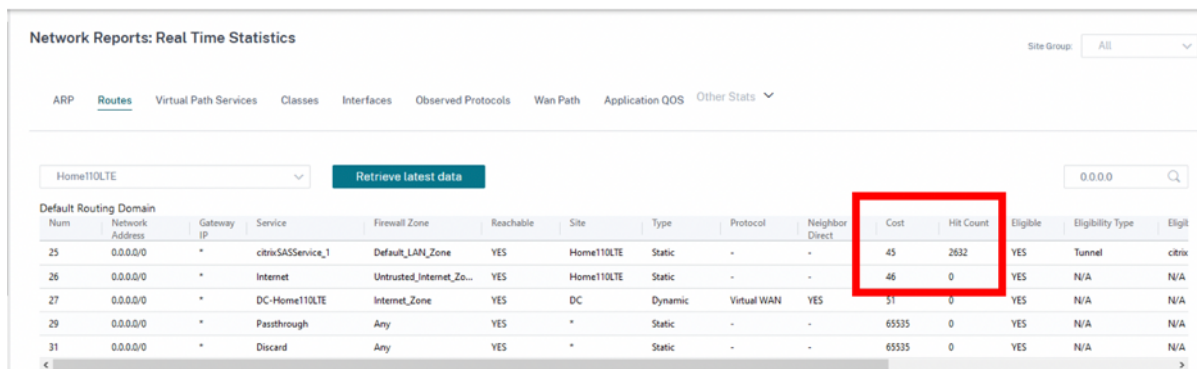 Network Reports: Real Time Statistics
Site Group: All
ARP Routes Virtual Path Services Classes Interfaces Observed Protocols Wan Path Application QOS Other Stats
Home110LTE Retrieve latest data 0.0.0.0
Default Routing Domain
Num Network Address Gateway IP Service Firewall Zone Reachable Site Type Protocol Neighbor Direct Cost Hit Count Eligible Eligibility Type Eligit
25 0.0.0.0/0 * citrixSASService_1 Default_LAN_Zone YES Home110LTE Static - - 45 2632 YES Tunnel citrix
26 0.0.0.0/0 * Internet Untrusted_Internet_Zo... YES Home110LTE Static - - 46 0 YES N/A N/A
27 0.0.0.0/0 * DC-Home110LTE Internet_Zone YES DC Dynamic Virtual WAN YES 51 0 YES N/A N/A
29 0.0.0.0/0 * Passthrough Any YES * Static - - 65535 0 YES N/A N/A
31 0.0.0.0/0 * Discard Any YES * Static - - 65535 0 YES N/A N/A